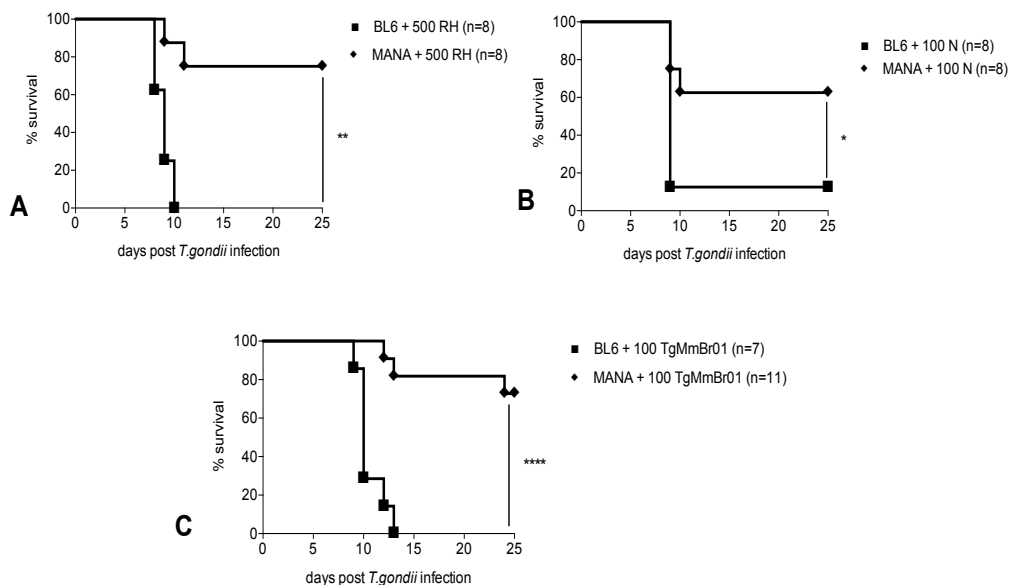 100
80
60
40
20
0
% survival
0 5 10 15 20 25
days post T.gondii infection
BL6 + 500 RH (n=8)
MANA + 500 RH (n=8)
**
A
100
80
60
40
20
0
% survival
0 5 10 15 20 25
days post T.gondii infection
BL6 + 100 N (n=8)
MANA + 100 N (n=8)
*
B
100
80
60
40
20
0
% survival
0 5 10 15 20 25
days post T.gondii infection
BL6 + 100 TgMmBr01 (n=7)
MANA + 100 TgMmBr01 (n=11)
****
C